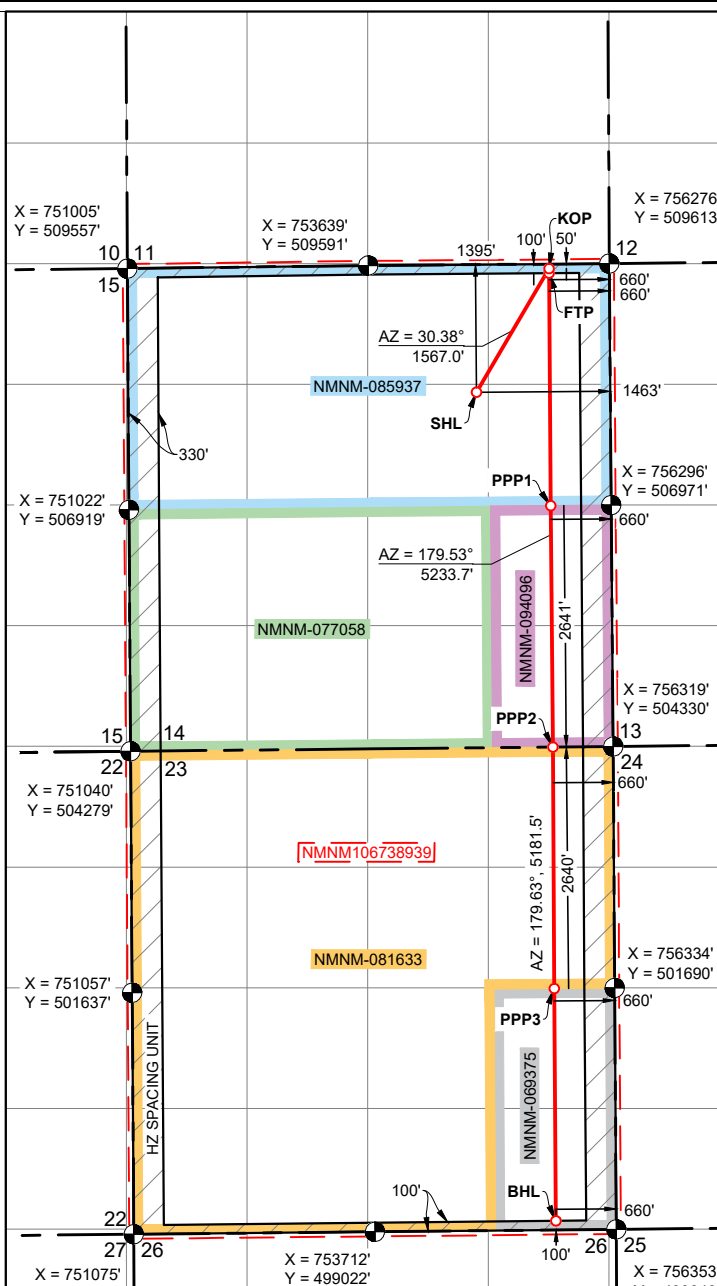 X = 751005'
Y = 509557'
X = 753639'
Y = 509591'
X = 756276
Y = 509613
KOP
100'
50'
1395'
10
11
12
15
660'
660'
FTP
AZ = 30.38°
1567.0'
NMNM-085937
1463'
SHL
330'
X = 751022'
Y = 506919'
PPP1
X = 756296'
Y = 506971'
660'
AZ = 179.53°
5233.7'
NMNM-077058
NMNM-094096
2641'
X = 756319'
Y = 504330'
PPP2
15
14
13
22
23
24
X = 751040'
Y = 504279'
660'
NMNM106738939
AZ = 179.63°, 5181.5'
2640'
NMNM-081633
X = 751057'
Y = 501637'
X = 756334'
Y = 501690'
PPP3
660'
HZ SPACING UNIT
NMNM-069375
100'
BHL
660'
22
27
26
26
25
100'
X = 751075'
X = 753712'
Y = 499022'
X = 756353